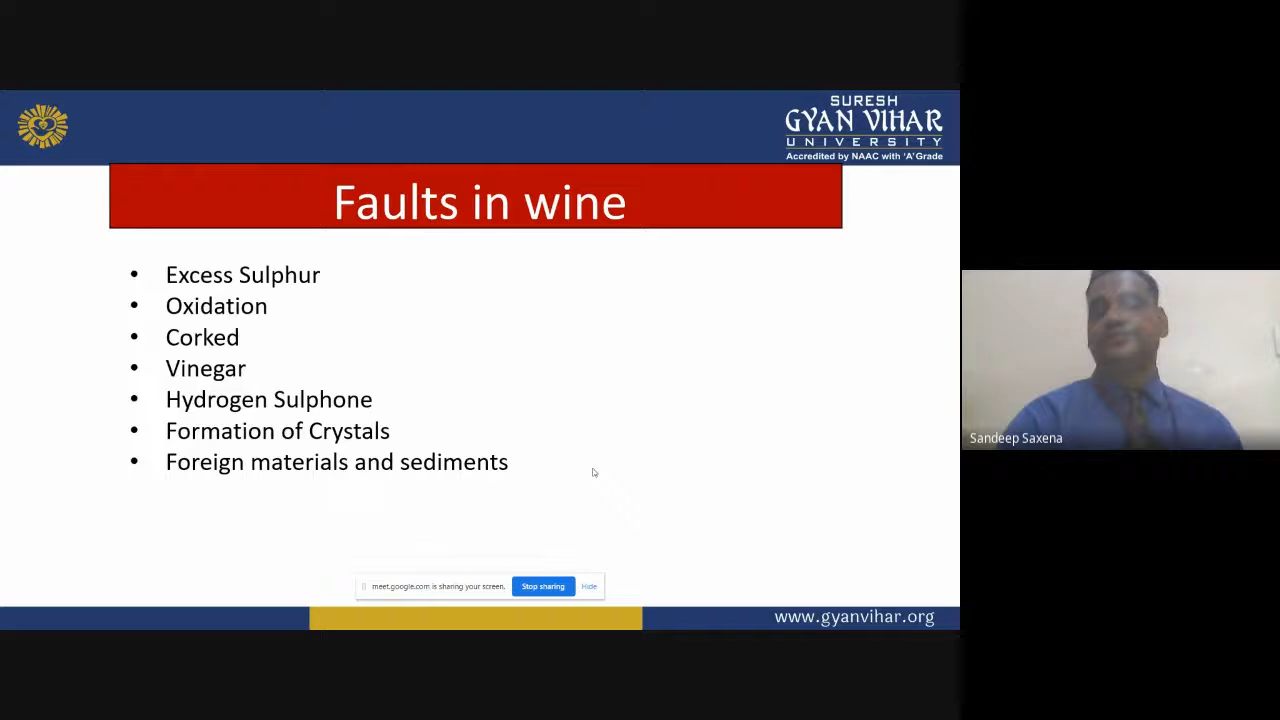 SURESH
GYAN VIHAR
UNIVERSITY
Accredited by NAAC with 'A' Grade
Faults in wine
• Excess Sulphur
• Oxidation
• Corked
• Vinegar
• Hydrogen Sulphone
• Formation of Crystals
• Foreign materials and sediments
Sandeep Saxena
meet.google.com is sharing your screen. Stop sharing Hide
www.gyanvihar.org